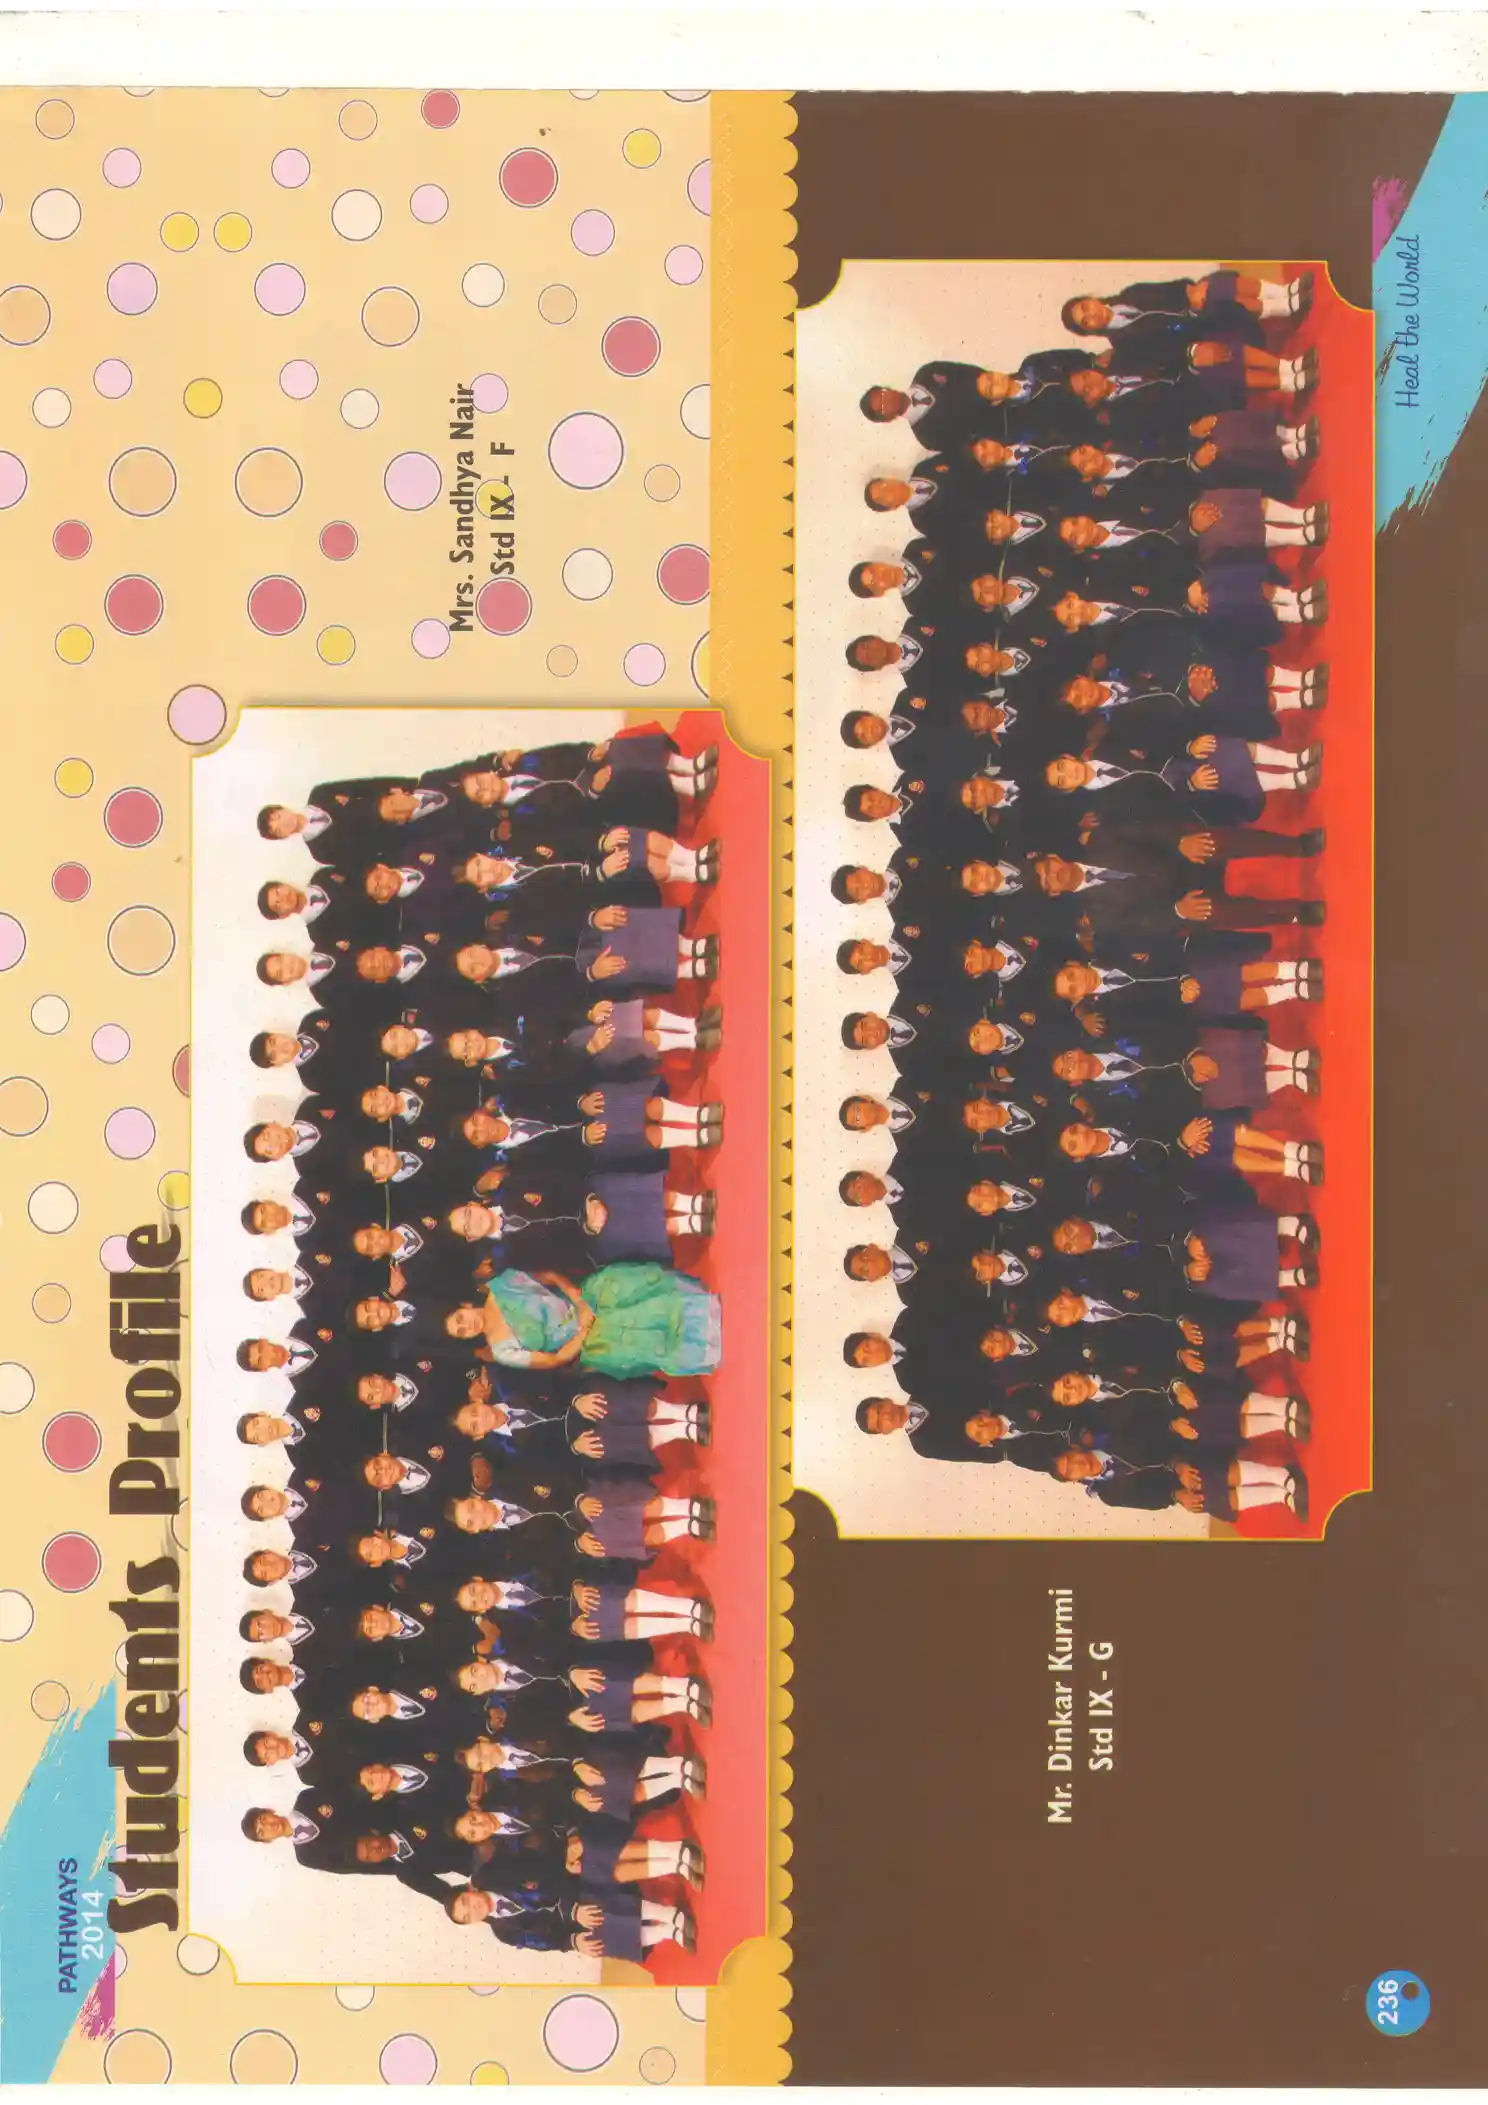 PATHWAYS
2014
Students Profile
Mrs. Sandhya Nair
Std IX - F
Mr. Dinkar Kurmi
Std IX - G
236
Heal the World